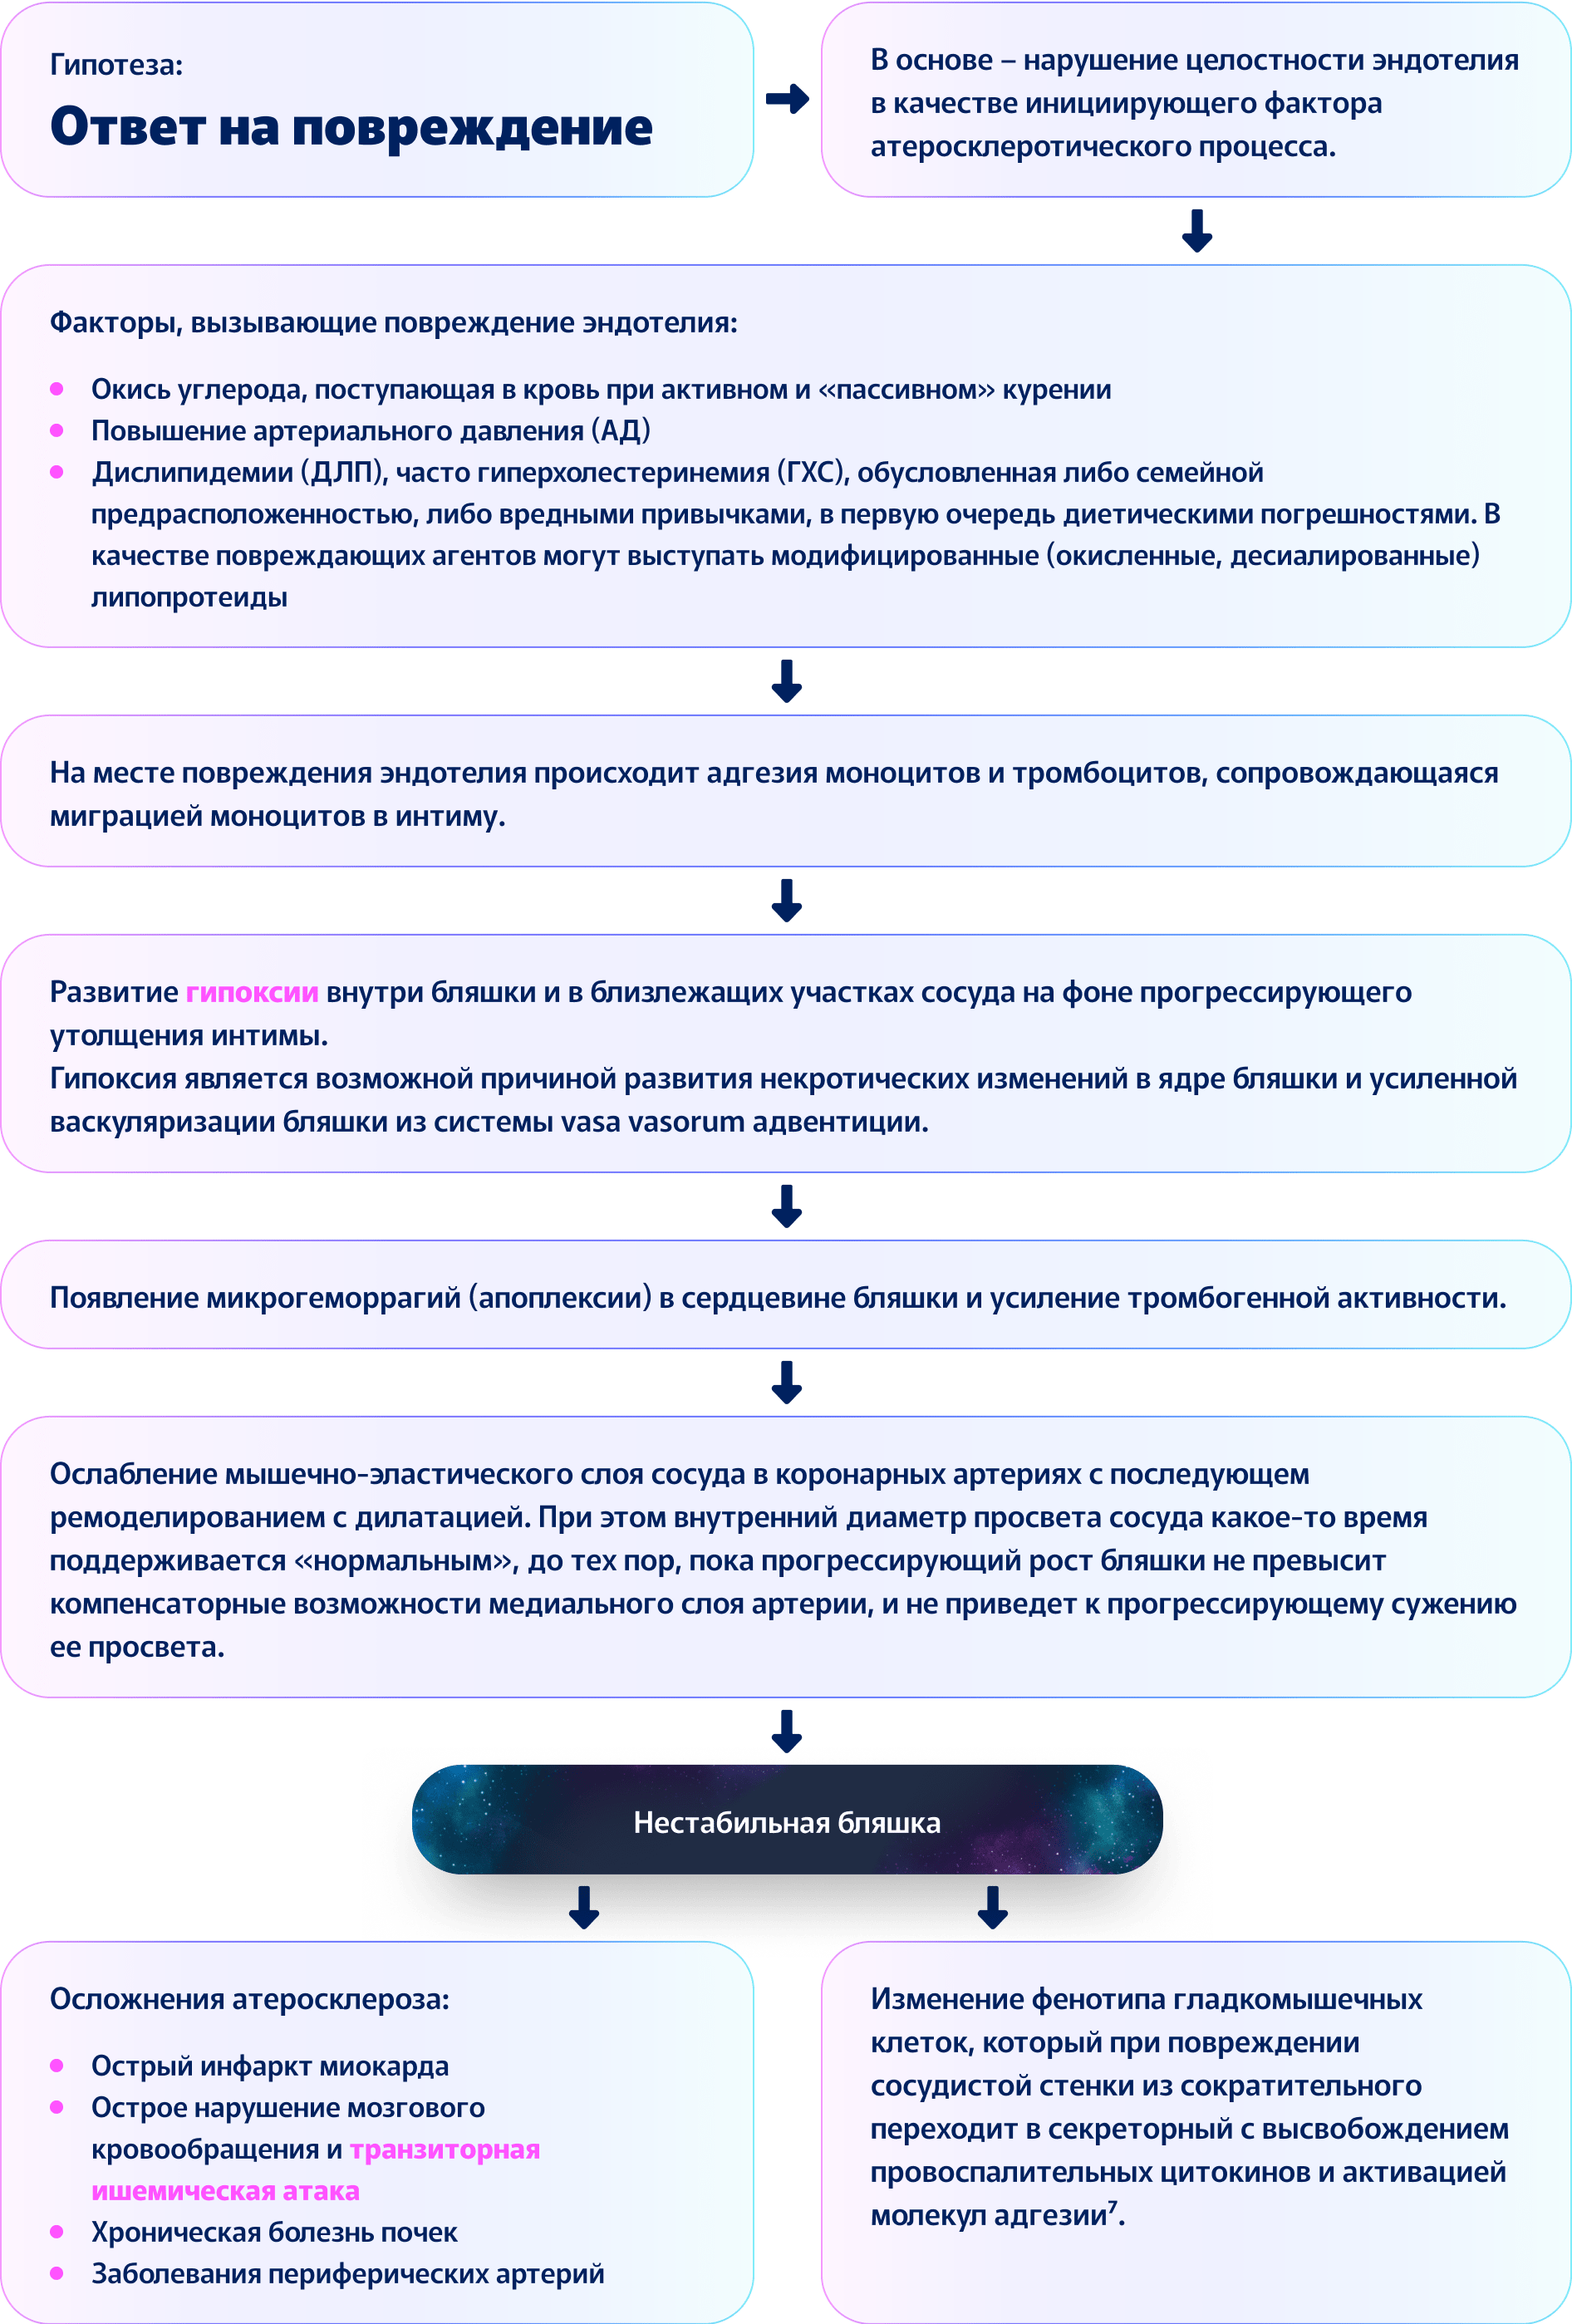 Гипотеза:
Ответ на повреждение
В основе – нарушение целостности эндотелия
в качестве инициирующего фактора
атеросклеротического процесса.
Факторы, вызывающие повреждение эндотелия:
Окись углерода, поступающая в кровь при активном и «пассивном» курении
Повышение артериального давления (АД)
Дислипидемии (ДЛП), часто гиперхолестеринемия (ГХС), обусловленная либо семейной
предрасположенностью, либо вредными привычками, в первую очередь диетическими погрешностями. В
качестве повреждающих агентов могут выступать модифицированные (окисленные, десиалированные)
липопротеиды
На месте повреждения эндотелия происходит адгезия моноцитов и тромбоцитов, сопровождающаяся
миграцией моноцитов в интиму.
Развитие гипоксии внутри бляшки и в близлежащих участках сосуда на фоне прогрессирующего
утолщения интимы.
Гипоксия является возможной причиной развития некротических изменений в ядре бляшки и усиленной
васкуляризации бляшки из системы vasa vasorum адвентиции.
Появление микрогеморрагий (апоплексии) в сердцевине бляшки и усиление тромбогенной активности.
Ослабление мышечно-эластического слоя сосуда в коронарных артериях с последующем
ремоделированием с дилатацией. При этом внутренний диаметр просвета сосуда какое-то время
поддерживается «нормальным», до тех пор, пока прогрессирующий рост бляшки не превысит
компенсаторные возможности медиального слоя артерии, и не приведет к прогрессирующему сужению
ее просвета.
Нестабильная бляшка
Осложнения атеросклероза:
Острый инфаркт миокарда
Острое нарушение мозгового
кровообращения и транзиторная
ишемическая атака
Хроническая болезнь почек
Заболевания периферических артерий
Изменение фенотипа гладкомышечных
клеток, который при повреждении
сосудистой стенки из сократительного
переходит в секреторный с высвобождением
провоспалительных цитокинов и активацией
молекул адгезии⁷.